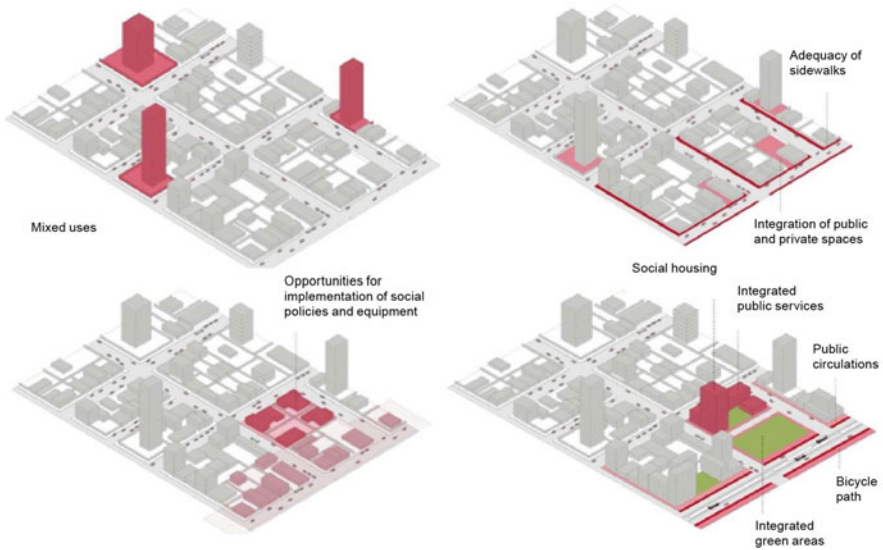 Mixed uses
Adequacy of
sidewalks
Integration of public
and private spaces
Opportunities for
implementation of social
policies and equipment
Social housing
Integrated
public services
Public
circulations
Bicycle
path
Integrated
green areas